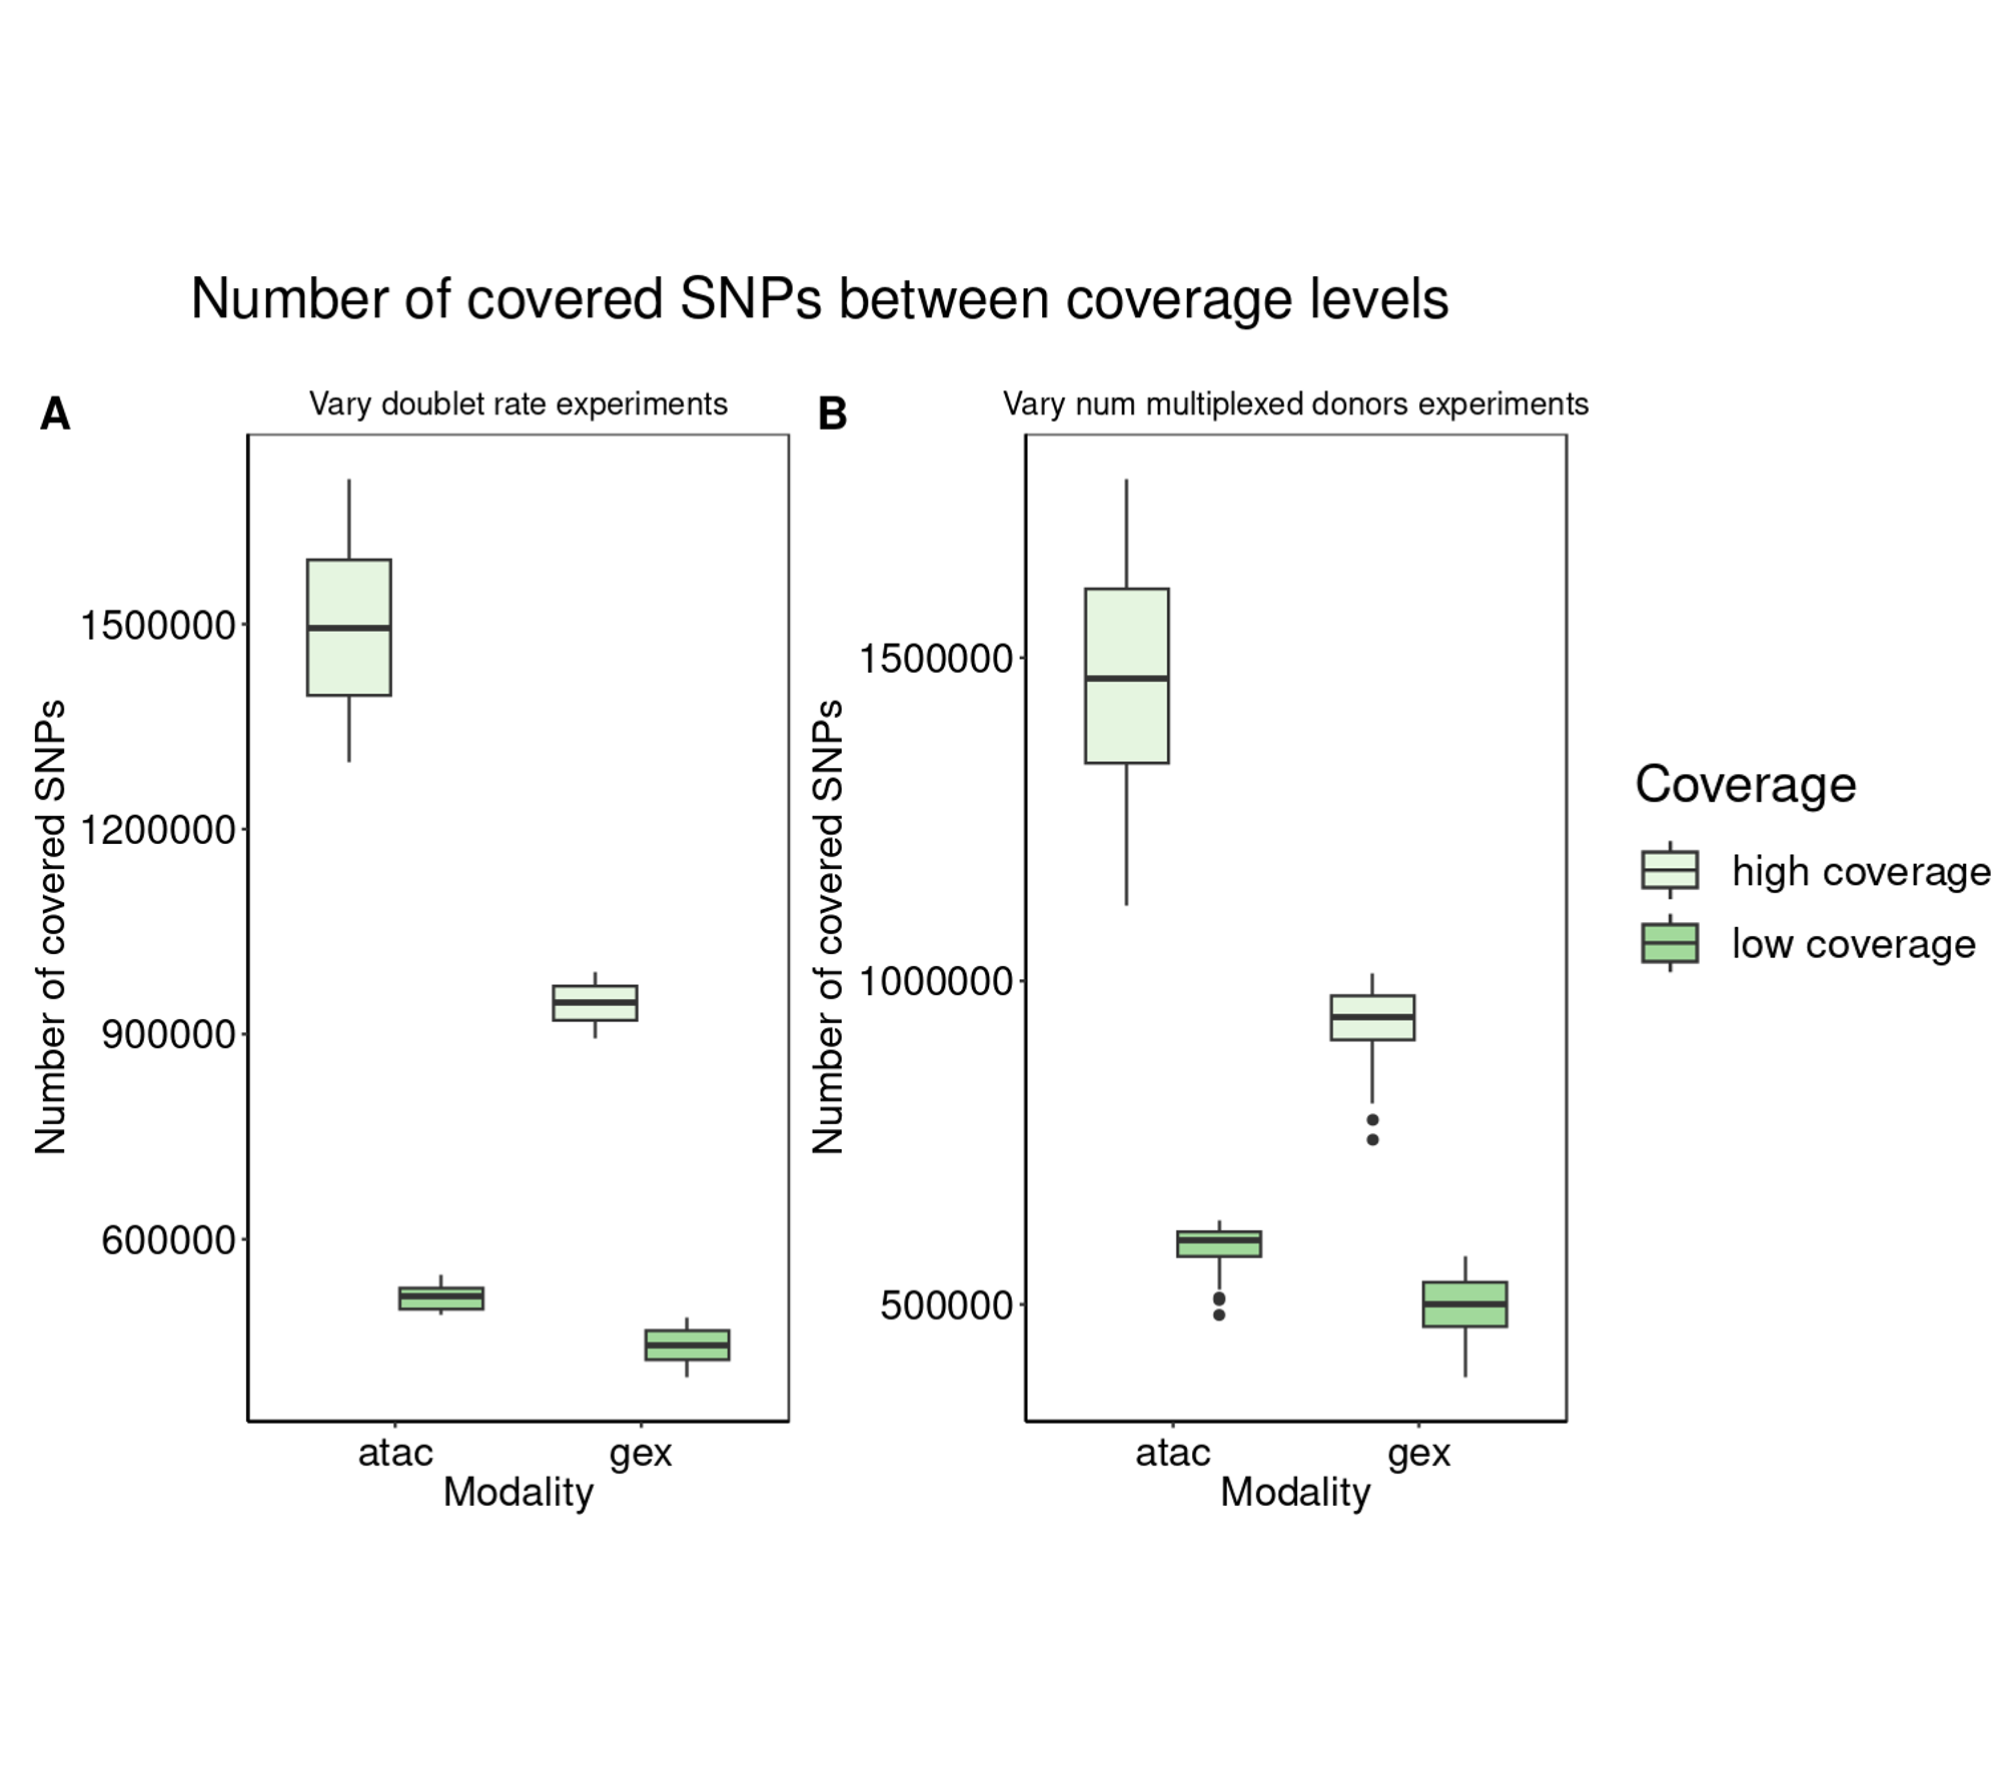 Number of covered SNPs between coverage levels
A
Vary doublet rate experiments
Number of covered SNPs
1500000
1200000
900000
600000
atac
gex
Modality
B
Vary num multiplexed donors experiments
Number of covered SNPs
1500000
1000000
500000
atac
gex
Modality
Coverage
high coverage
low coverage